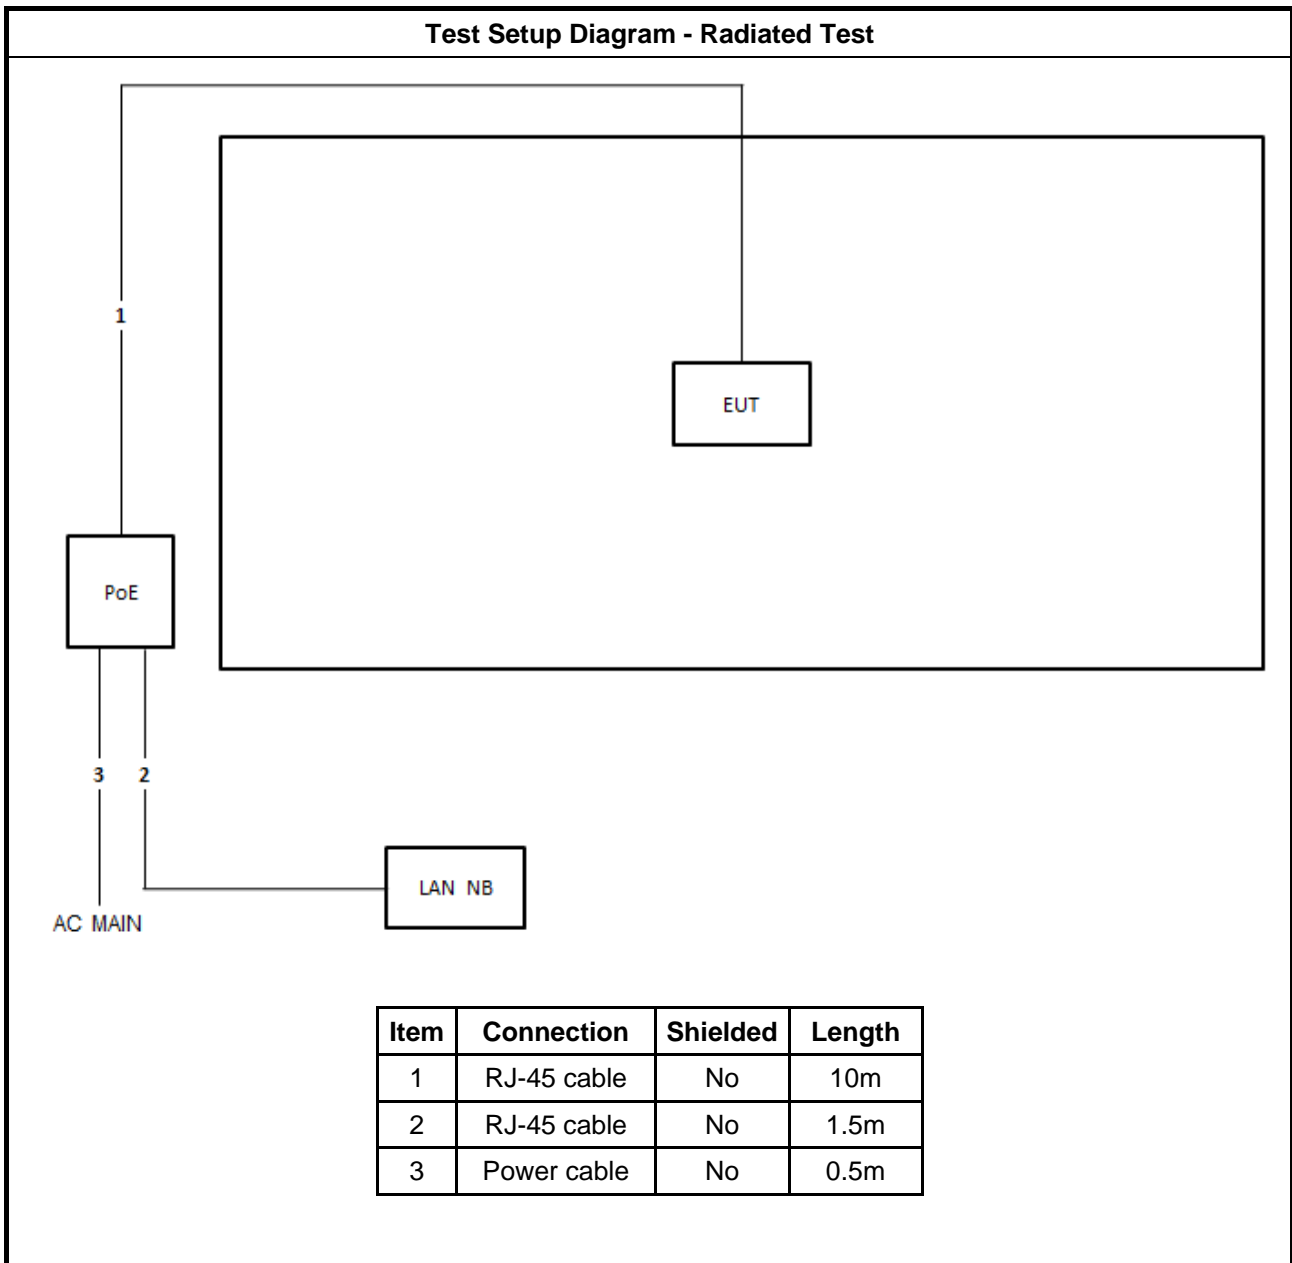 Test Setup Diagram - Radiated Test
1
EUT
PoE
3 2
LAN NB
AC MAIN
Item Connection Shielded Length
1 RJ-45 cable No 10m
2 RJ-45 cable No 1.5m
3 Power cable No 0.5m